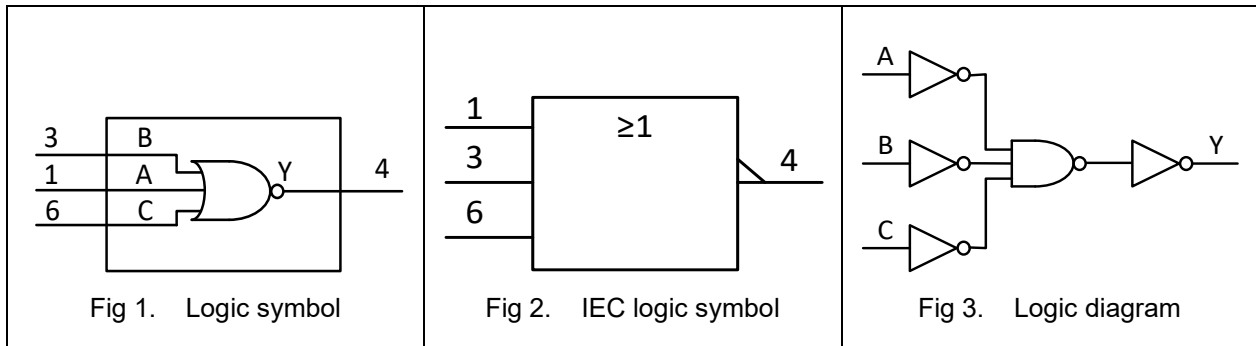 3 B
Y 4
1 A
6 C
Fig 1. Logic symbol
≥1
1
3 4
6
Fig 2. IEC logic symbol
A
B Y
C
Fig 3. Logic diagram